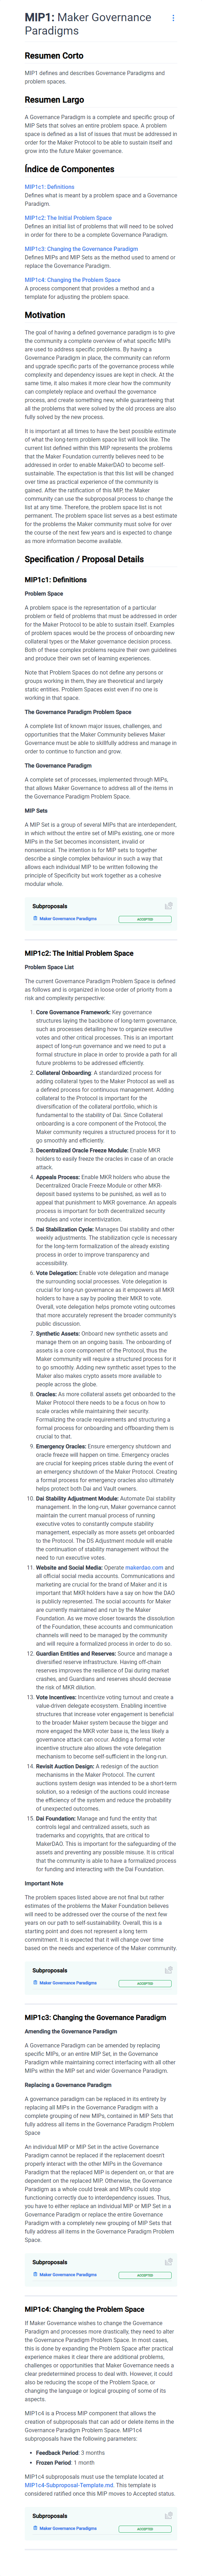 MIP1: Maker Governance
Paradigms
Resumen Corto
MIP1 defines and describes Governance Paradigms and
problem spaces.
Resumen Largo
A Governance Paradigm is a complete and specific group of
MIP Sets that solves an entire problem space. A problem
space is defined as a list of issues that must be addressed in
order for the Maker Protocol to be able to sustain itself and
grow into the future Maker governance.
Índice de Componentes
MIP1c1: Definitions
Defines what is meant by a problem space and a Governance
Paradigm.
MIP1c2: The Initial Problem Space
Defines an initial list of problems that will need to be solved
in order for there to be a complete Governance Paradigm.
MIP1c3: Changing the Governance Paradigm
Defines MIPs and MIP Sets as the method used to amend or
replace the Governance Paradigm.
MIP1c4: Changing the Problem Space
A process component that provides a method and a
template for adjusting the problem space.
Motivation
The goal of having a defined governance paradigm is to give
the community a complete overview of what specific MIPs
are used to address specific problems. By having a
Governance Paradigm in place, the community can reform
and upgrade specific parts of the governance process while
complexity and dependency issues are kept in check. At the
same time, it also makes it more clear how the community
can completely replace and overhaul the governance
process, and create something new, while guaranteeing that
all the problems that were solved by the old process are also
fully solved by the new process.
It is important at all times to have the best possible estimate
of what the long-term problem space list will look like. The
current list defined within this MIP represents the problems
that the Maker Foundation currently believes need to be
addressed in order to enable MakerDAO to become self-
sustainable. The expectation is that this list will be changed
over time as practical experience of the community is
gained. After the ratification of this MIP, the Maker
community can use the subproposal process to change the
list at any time. Therefore, the problem space list is not
permanent. The problem space list serves as a best estimate
for the problems the Maker community must solve for over
the course of the next few years and is expected to change
as more information become available.
Specification / Proposal Details
MIP1c1: Definitions
Problem Space
A problem space is the representation of a particular
problem or field of problems that must be addressed in order
for the Maker Protocol to be able to sustain itself. Examples
of problem spaces would be the process of onboarding new
collateral types or the Maker governance decision process.
Both of these complex problems require their own guidelines
and produce their own set of learning experiences.
Note that Problem Spaces do not define any persons or
groups working in them, they are theoretical and largely
static entities. Problem Spaces exist even if no one is
working in that space.
The Governance Paradigm Problem Space
A complete list of known major issues, challenges, and
opportunities that the Maker Community believes Maker
Governance must be able to skillfully address and manage in
order to continue to function and grow.
The Governance Paradigm
A complete set of processes, implemented through MIPs,
that allows Maker Governance to address all of the items in
the Governance Paradigm Problem Space.
MIP Sets
A MIP Set is a group of several MIPs that are interdependent,
in which without the entire set of MIPs existing, one or more
MIPs in the Set becomes inconsistent, invalid or
nonsensical. The intention is for MIP sets to together
describe a single complex behaviour in such a way that
allows each individual MIP to be written following the
principle of Specificity but work together as a cohesive
modular whole.
Subproposals
Maker Governance Paradigms
ACCEPTED
MIP1c2: The Initial Problem Space
Problem Space List
The current Governance Paradigm Problem Space is defined
as follows and is organized in loose order of priority from a
risk and complexity perspective:
1. Core Governance Framework: Key governance
structures laying the backbone of long-term governance,
such as processes detailing how to organize executive
votes and other critical processes. This is an important
aspect of long-run governance and we need to put a
formal structure in place in order to provide a path for all
future problems to be addressed efficiently.
2. Collateral Onboarding. A standardized process for
adding collateral types to the Maker Protocol as well as
a defined process for continuous management. Adding
collateral to the Protocol is important for the
diversification of the collateral portfolio, which is
fundamental to the stability of Dai. Since Collateral
onboarding is a core component of the Protocol, the
Maker community requires a structured process for it to
go smoothly and efficiently.
3. Decentralized Oracle Freeze Module: Enable MKR
holders to easily freeze the oracles in case of an oracle
attack.
4. Appeals Process: Enable MKR holders who abuse the
Decentralized Oracle Freeze Module or other MKR-
deposit based systems to be punished, as well as to
appeal that punishment to MKR governance. An appeals
process is important for both decentralized security
modules and voter incentivization.
5. Dai Stabilization Cycle: Manages Dai stability and other
weekly adjustments. The stabilization cycle is necessary
for the long-term formalization of the already existing
process in order to improve transparency and
accessibility.
6. Vote Delegation: Enable vote delegation and manage
the surrounding social processes. Vote delegation is
crucial for long-run governance as it empowers all MKR
holders to have a say by pooling their MKR to vote.
Overall, vote delegation helps promote voting outcomes
that more accurately represent the broader community's
public discussion.
7. Synthetic Assets: Onboard new synthetic assets and
manage them on an ongoing basis. The onboarding of
assets is a core component of the Protocol, thus the
Maker community will require a structured process for it
to go smoothly. Adding new synthetic asset types to the
Maker also makes crypto assets more available to
people across the globe.
8. Oracles: As more collateral assets get onboarded to the
Maker Protocol there needs to be a focus on how to
scale oracles while maintaining their security.
Formalizing the oracle requirements and structuring a
formal process for onboarding and offboarding them is
crucial to that.
9. Emergency Oracles: Ensure emergency shutdown and
oracle freeze will happen on time. Emergency oracles
are crucial for keeping prices stable during the event of
an emergency shutdown of the Maker Protocol. Creating
a formal process for emergency oracles also ultimately
helps protect both Dai and Vault owners.
10. Dai Stability Adjustment Module: Automate Dai stability
management. In the long-run, Maker governance cannot
maintain the current manual process of running
executive votes to constantly compute stability
management, especially as more assets get onboarded
to the Protocol. The DS Adjustment module will enable
the continuation of stability management without the
need to run executive votes.
11. Website and Social Media: Operate makerdao.com and
all official social media accounts. Communications and
marketing are crucial for the brand of Maker and it is
important that MKR holders have a say on how the DAO
is publicly represented. The social accounts for Maker
are currently maintained and run by the Maker
Foundation. As we move closer towards the dissolution
of the Foundation, these accounts and communication
channels will need to be managed by the community
and will require a formalized process in order to do so.
12. Guardian Entities and Reserves: Source and manage a
diversified reserve infrastructure. Having off-chain
reserves improves the resilience of Dai during market
crashes, and Guardians and reserves should decrease
the risk of MKR dilution.
13. Vote Incentives: Incentivize voting turnout and create a
value-driven delegate ecosystem. Enabling incentive
structures that increase voter engagement is beneficial
to the broader Maker system because the bigger and
more engaged the MKR voter base is, the less likely a
governance attack can occur. Adding a formal voter
incentive structure also allows the vote delegation
mechanism to become self-sufficient in the long-run.
14. Revisit Auction Design: A redesign of the auction
mechanisms in the Maker Protocol. The current
auctions system design was intended to be a short-term
solution, so a redesign of the auctions could increase
the efficiency of the system and reduce the probability
of unexpected outcomes.
15. Dai Foundation: Manage and fund the entity that
controls legal and centralized assets, such as
trademarks and copyrights, that are critical to
MakerDAO. This is important for the safeguarding of the
assets and preventing any possible misuse. It is critical
that the community is able to have a formalized process
for funding and interacting with the Dai Foundation.
Important Note
The problem spaces listed above are not final but rather
estimates of the problems the Maker Foundation believes
will need to be addressed over the course of the next few
years on our path to self-sustainability. Overall, this is a
starting point and does not represent a long term
commitment. It is expected that it will change over time
based on the needs and experience of the Maker community.
Subproposals
Maker Governance Paradigms
ACCEPTED
MIP1c3: Changing the Governance Paradigm
Amending the Governance Paradigm
A Governance Paradigm can be amended by replacing
specific MIPs, or an entire MIP Set, in the Governance
Paradigm while maintaining correct interfacing with all other
MIPs within the MIP set and wider Governance Paradigm.
Replacing a Governance Paradigm
A governance paradigm can be replaced in its entirety by
replacing all MIPs in the Governance Paradigm with a
complete grouping of new MIPs, contained in MIP Sets that
fully address all items in the Governance Paradigm Problem
Space
An individual MIP or MIP Set in the active Governance
Paradigm cannot be replaced if the replacement doesn't
properly interact with the other MIPs in the Governance
Paradigm that the replaced MIP is dependent on, or that are
dependent on the replaced MIP. Otherwise, the Governance
Paradigm as a whole could break and MIPs could stop
functioning correctly due to interdependency issues. Thus,
you have to either replace an individual MIP or MIP Set in a
Governance Paradigm or replace the entire Governance
Paradigm with a completely new grouping of MIP Sets that
fully address all items in the Governance Paradigm Problem
Space.
Subproposals
Maker Governance Paradigms
ACCEPTED
MIP1c4: Changing the Problem Space
If Maker Governance wishes to change the Governance
Paradigm and processes more drastically, they need to alter
the Governance Paradigm Problem Space. In most cases,
this is done by expanding the Problem Space after practical
experience makes it clear there are additional problems,
challenges or opportunities that Maker Governance needs a
clear predetermined process to deal with. However, it could
also be reducing the scope of the Problem Space, or
changing the language or logical grouping of some of its
aspects.
MIP1c4 is a Process MIP component that allows the
creation of subproposals that can add or delete items in the
Governance Paradigm Problem Space. MIP1c4
subproposals have the following parameters:
• Feedback Period: 3 months
• Frozen Period: 1 month
MIP1c4 subproposals must use the template located at
MIP1c4-Subproposal-Template.md. This template is
considered ratified once this MIP moves to Accepted status.
Subproposals
Maker Governance Paradigms
ACCEPTED